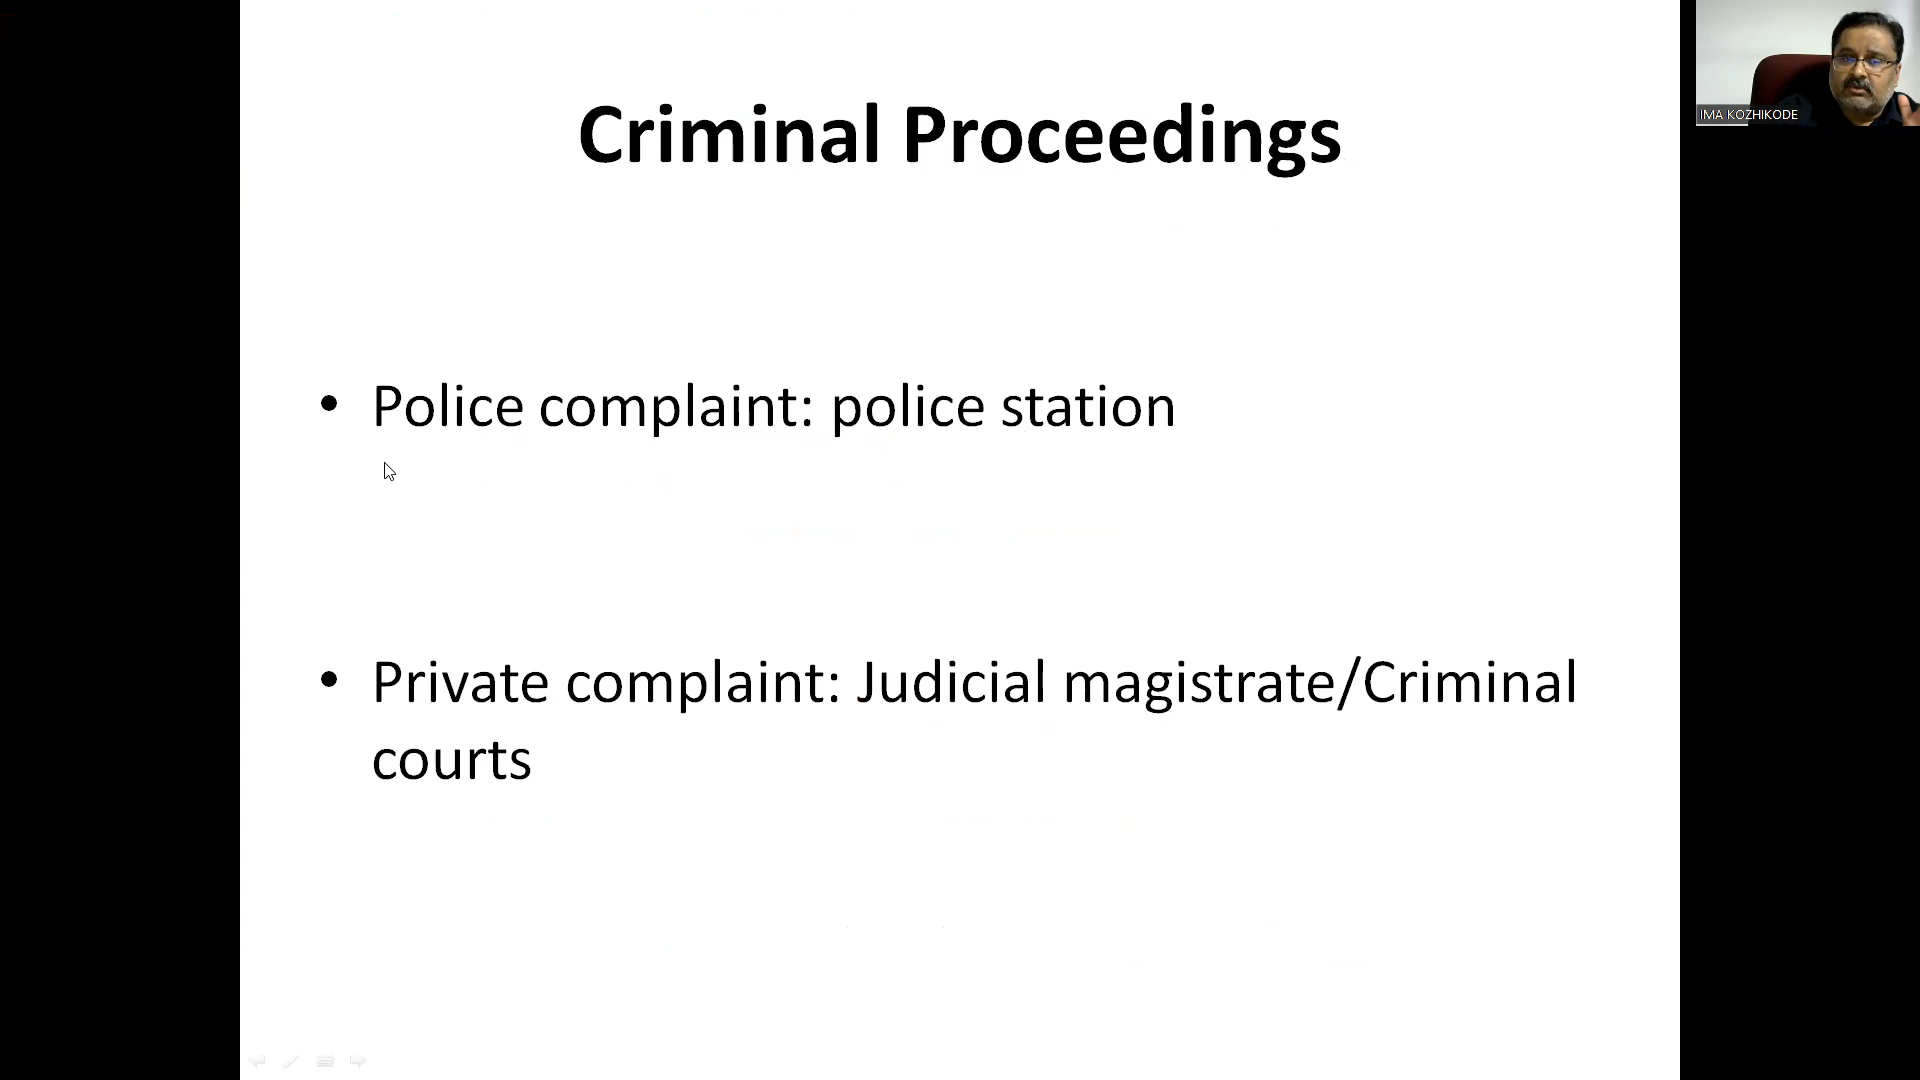 Criminal Proceedings
IMA KOZHIKODE
• Police complaint: police station
• Private complaint: Judicial magistrate/Criminal
courts